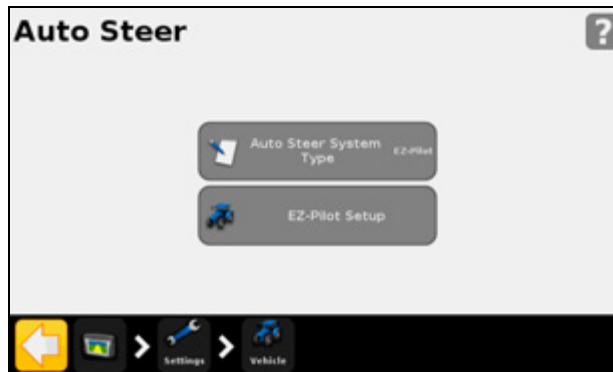 Auto Steer
?
Auto Steer System
Type
EZ-Pilot
EZ-Pilot Setup
Settings
Vehicle